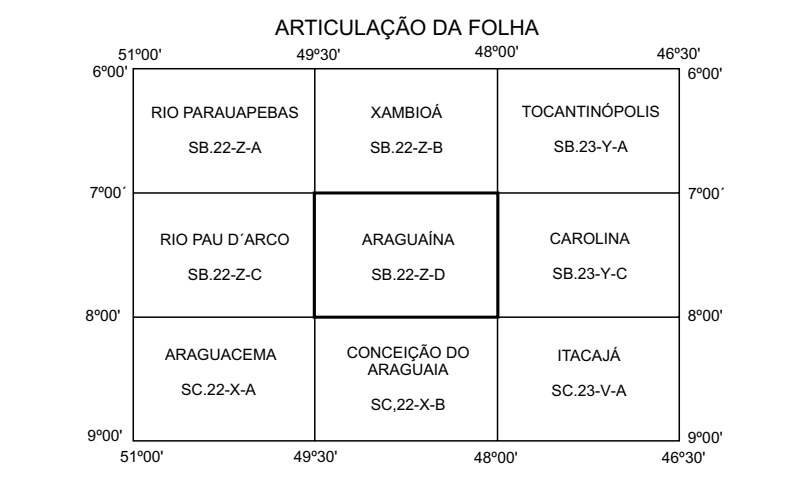 ARTICULAÇÃO DA FOLHA
51º00' 49º30' 48º00' 46º30'
6º00' 6º00'
RIO PARAUAPEBAS XAMBIOÁ TOCANTINÓPOLIS
SB.22-Z-A SB.22-Z-B SB.23-Y-A
7º00´ 7º00´
RIO PAU D´ARCO ARAGUAÍNA CAROLINA
SB.22-Z-C SB.22-Z-D SB.23-Y-C
8º00' 8º00'
ARAGUACEMA CONCEIÇÃO DO ARAGUAIA ITACAJÁ
SC.22-X-A SC,22-X-B SC.23-V-A
9º00' 9º00'
51º00' 49º30' 48º00' 46º30'